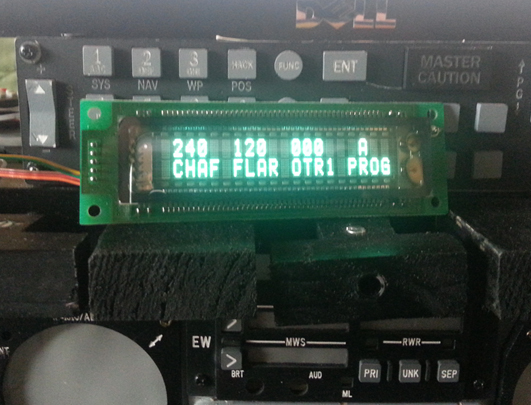 DELL
1 2 3 FUNC ENT
SYS NAV WP POS
MASTER
CAUTION
240 120 000 A
CHAF FLAR OTR1 PROG
EW MWS RWR
BRT AUD PRI UNK SEP
ML